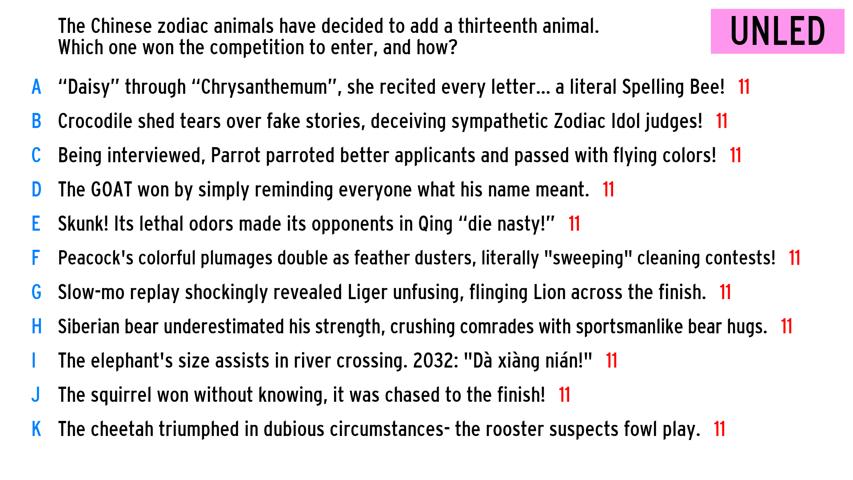 The Chinese zodiac animals have decided to add a thirteenth animal.
Which one won the competition to enter, and how?
UNLED
A "Daisy" through "Chrysanthemum", she recited every letter... a literal Spelling Bee! 11
B Crocodile shed tears over fake stories, deceiving sympathetic Zodiac Idol judges! 11
C Being interviewed, Parrot parroted better applicants and passed with flying colors! 11
D The GOAT won by simply reminding everyone what his name meant. 11
E Skunk! Its lethal odors made its opponents in Qing "die nasty!" 11
F Peacock's colorful plumages double as feather dusters, literally "sweeping" cleaning contests! 11
G Slow-mo replay shockingly revealed Liger unfusing, flinging Lion across the finish. 11
H Siberian bear underestimated his strength, crushing comrades with sportsmanlike bear hugs. 11
I The elephant's size assists in river crossing. 2032: "Dà xiàng nián!" 11
J The squirrel won without knowing, it was chased to the finish! 11
K The cheetah triumphed in dubious circumstances- the rooster suspects fowl play. 11